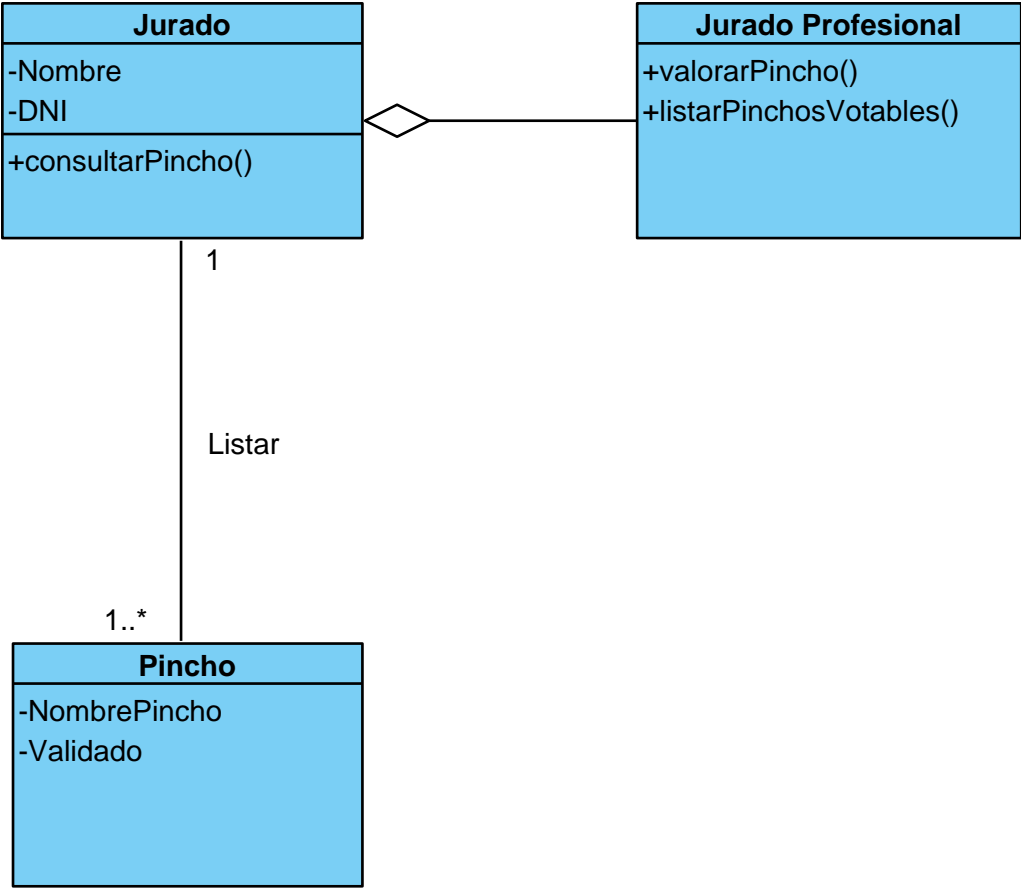 Jurado
-Nombre
-DNI
+consultarPincho()
Jurado Profesional
+valorarPincho()
+listarPinchosVotables()
1
Listar
1..*
Pincho
-NombrePincho
-Validado